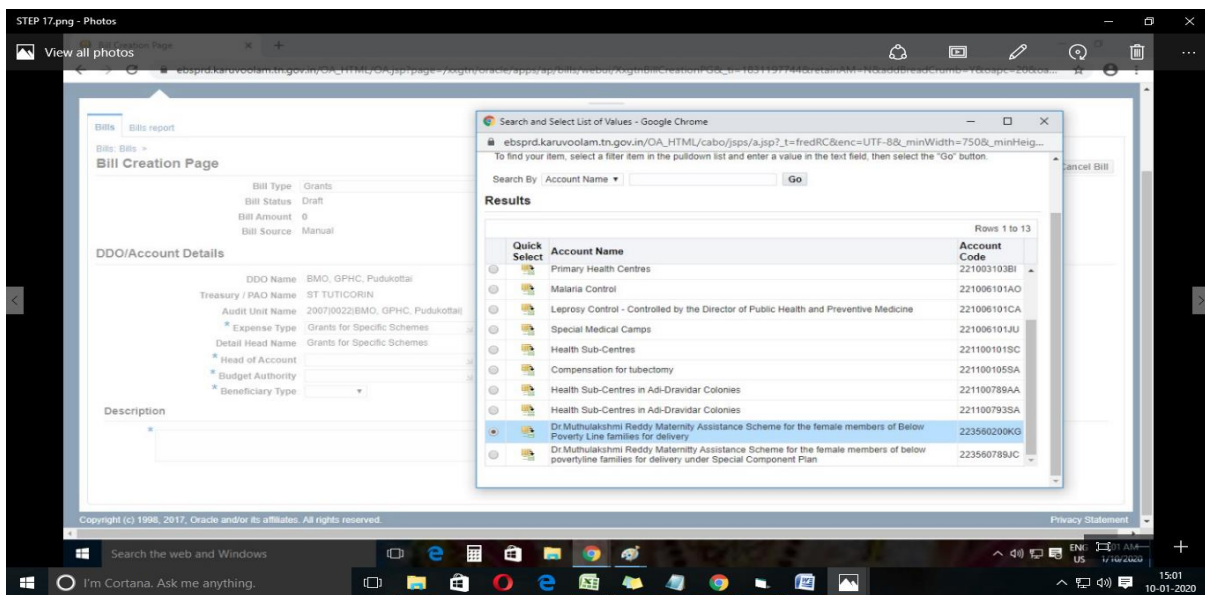 STEP 17.png - Photos
View all photos
Bill Creation Page
Bills Bills report
Bills: Bills >
Bill Creation Page
Cancel Bill
Bill Type Grants
Bill Status Draft
Bill Amount 0
Bill Source Manual
DDO/Account Details
DDO Name BMO, GPHC, Pudukottai
Treasury / PAO Name ST TUTICORIN
Audit Unit Name 2007|0022|BMO, GPHC, Pudukottai|
* Expense Type Grants for Specific Schemes
Detail Head Name Grants for Specific Schemes
* Head of Account
* Budget Authority
* Beneficiary Type
Description
*
Search and Select List of Values - Google Chrome
ebsprd.karuvoolam.tn.gov.in/OA_HTML/cabo/jsps/a.jsp?_t=fredRC&enc=UTF-8&_minWidth=750&_minHeig...
To find your item, select a filter item in the pulldown list and enter a value in the text field, then select the "Go" button.
Search By Account Name Go
Results
Rows 1 to 13
Quick Select Account Name Account Code
Primary Health Centres 221003103BI
Malaria Control 221006101AO
Leprosy Control - Controlled by the Director of Public Health and Preventive Medicine 221006101CA
Special Medical Camps 221006101JU
Health Sub-Centres 221100101SC
Compensation for tubectomy 221100105SA
Health Sub-Centres in Adi-Dravidar Colonies 221100789AA
Health Sub-Centres in Adi-Dravidar Colonies 221100793SA
Dr.Muthulakshmi Reddy Maternity Assistance Scheme for the female members of Below
Poverty Line families for delivery 223560200KG
Dr.Muthulakshmi Reddy Maternitty Assistance Scheme for the female members of below
povertyline families for delivery under Special Component Plan 223560789JC
Copyright (c) 1998, 2017, Oracle and/or its affiliates. All rights reserved. Privacy Statement
Search the web and Windows
ENG
US
1/10/2020
I'm Cortana. Ask me anything.
15:01
10-01-2020